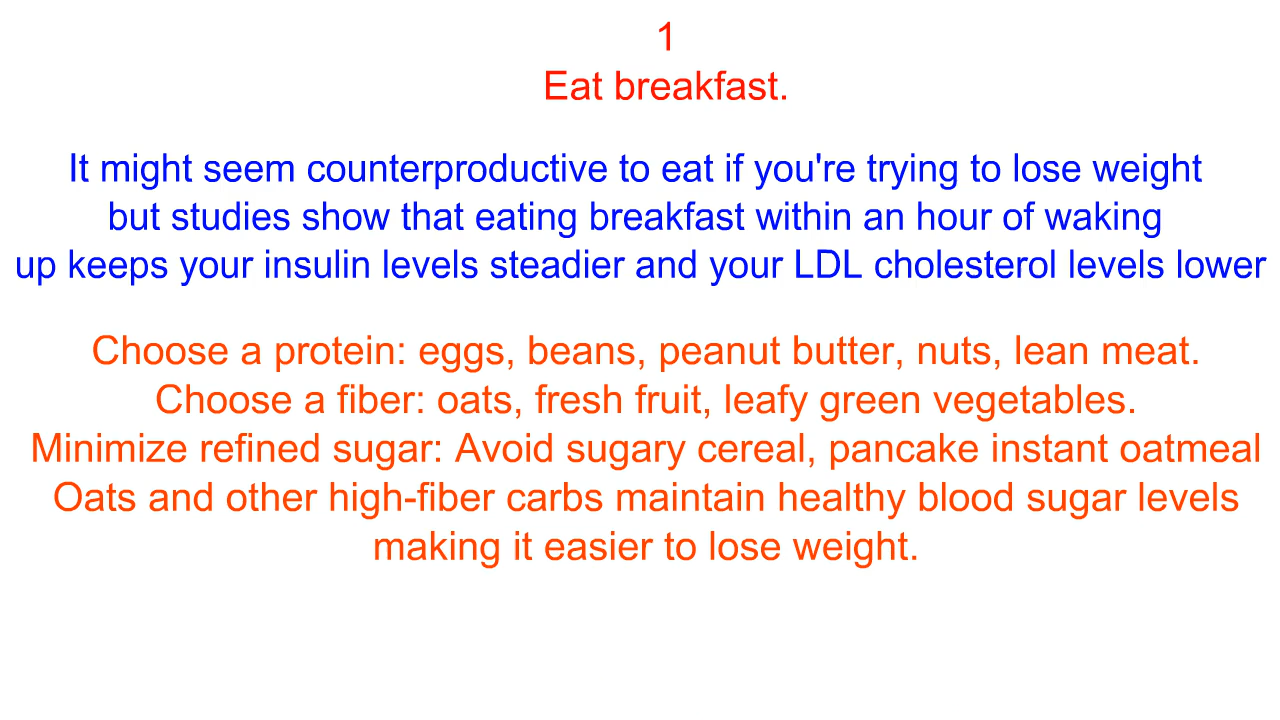 1
Eat breakfast.
It might seem counterproductive to eat if you're trying to lose weight
but studies show that eating breakfast within an hour of waking
up keeps your insulin levels steadier and your LDL cholesterol levels lower
Choose a protein: eggs, beans, peanut butter, nuts, lean meat.
Choose a fiber: oats, fresh fruit, leafy green vegetables.
Minimize refined sugar: Avoid sugary cereal, pancake instant oatmeal
Oats and other high-fiber carbs maintain healthy blood sugar levels
making it easier to lose weight.